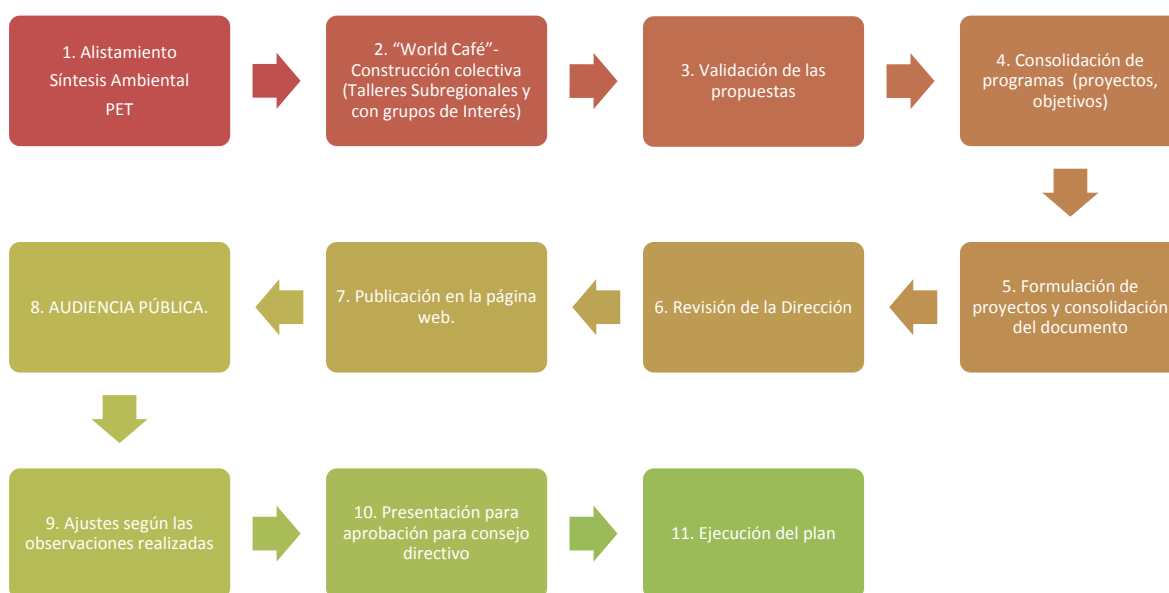 1. Alistamiento
Síntesis Ambiental
PET
2. “World Café”-
Construcción colectiva
(Talleres Subregionales y
con grupos de Interés)
3. Validación de las
propuestas
4. Consolidación de
programas (proyectos,
objetivos)
5. Formulación de
proyectos y consolidación
del documento
6. Revisión de la Dirección
7. Publicación en la página
web.
8. AUDIENCIA PÚBLICA.
9. Ajustes según las
observaciones realizadas
10. Presentación para
aprobación para consejo
directivo
11. Ejecución del plan